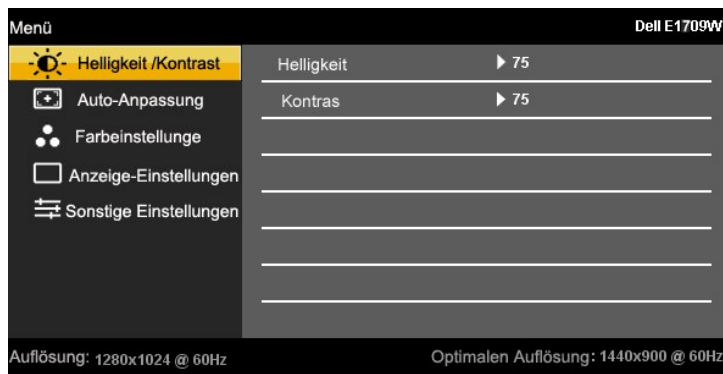 Menü Dell E1709W
Helligkeit /Kontrast Helligkeit 75
Auto-Anpassung Kontras 75
Farbeinstellunge
Anzeige-Einstellungen
Sonstige Einstellungen
Auflösung: 1280x1024 @ 60Hz Optimalen Auflösung: 1440x900 @ 60Hz